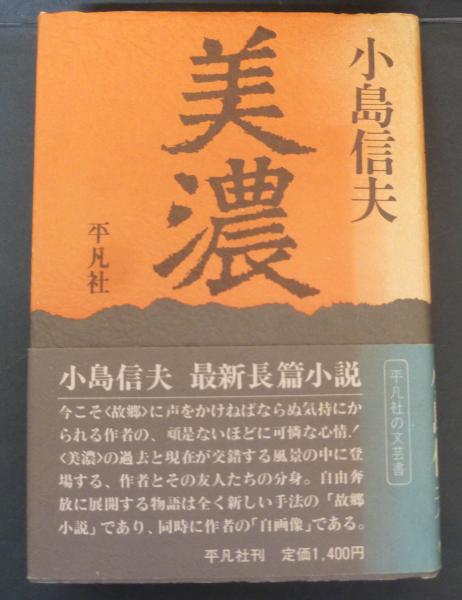 小島信夫
美濃
平凡社
小島信夫 最新長篇小説
今こそ〈故郷〉に声をかけねばならぬ気持にか
られる作者の、頑是ないほどに可憐な心情!
〈美濃〉の過去と現在が交錯する風景の中に登
場する、作者とその友人たちの分身。自由奔
放に展開する物語は全く新しい手法の「故郷
小説」であり、同時に作者の「自画像」である。
平凡社刊 定価1,400円
平凡社の文芸書